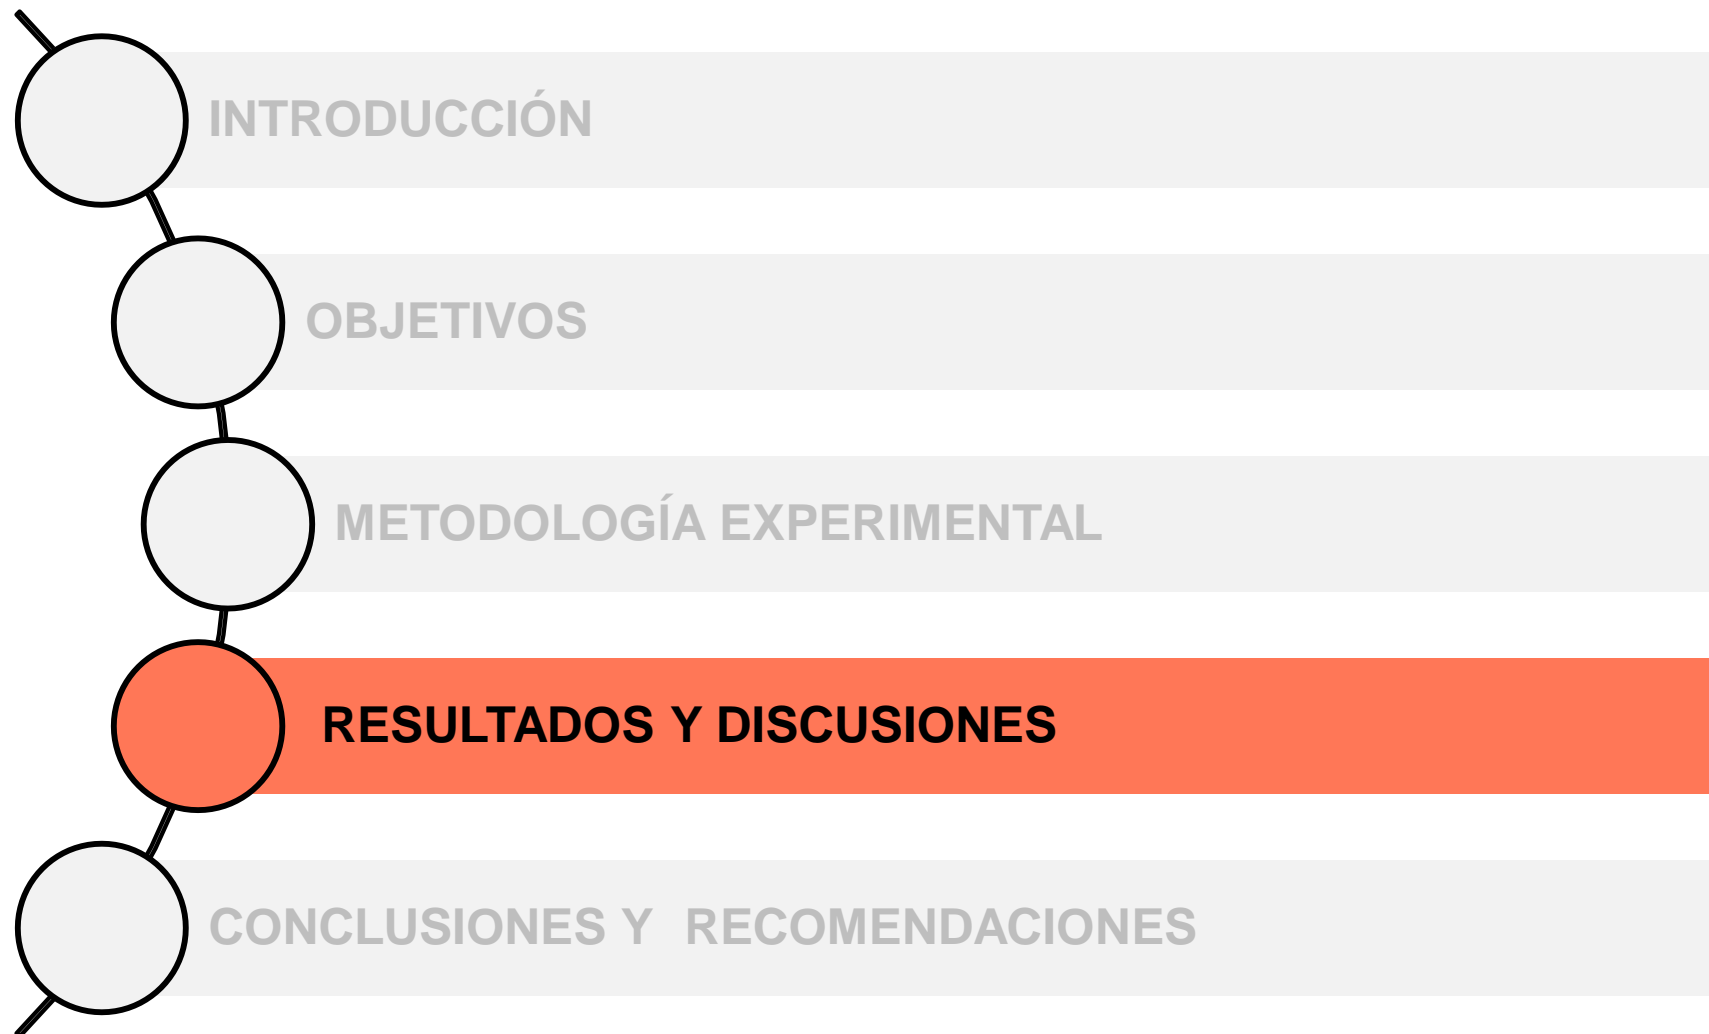 INTRODUCCIÓN
OBJETIVOS
METODOLOGÍA EXPERIMENTAL
RESULTADOS Y DISCUSIONES
CONCLUSIONES Y RECOMENDACIONES